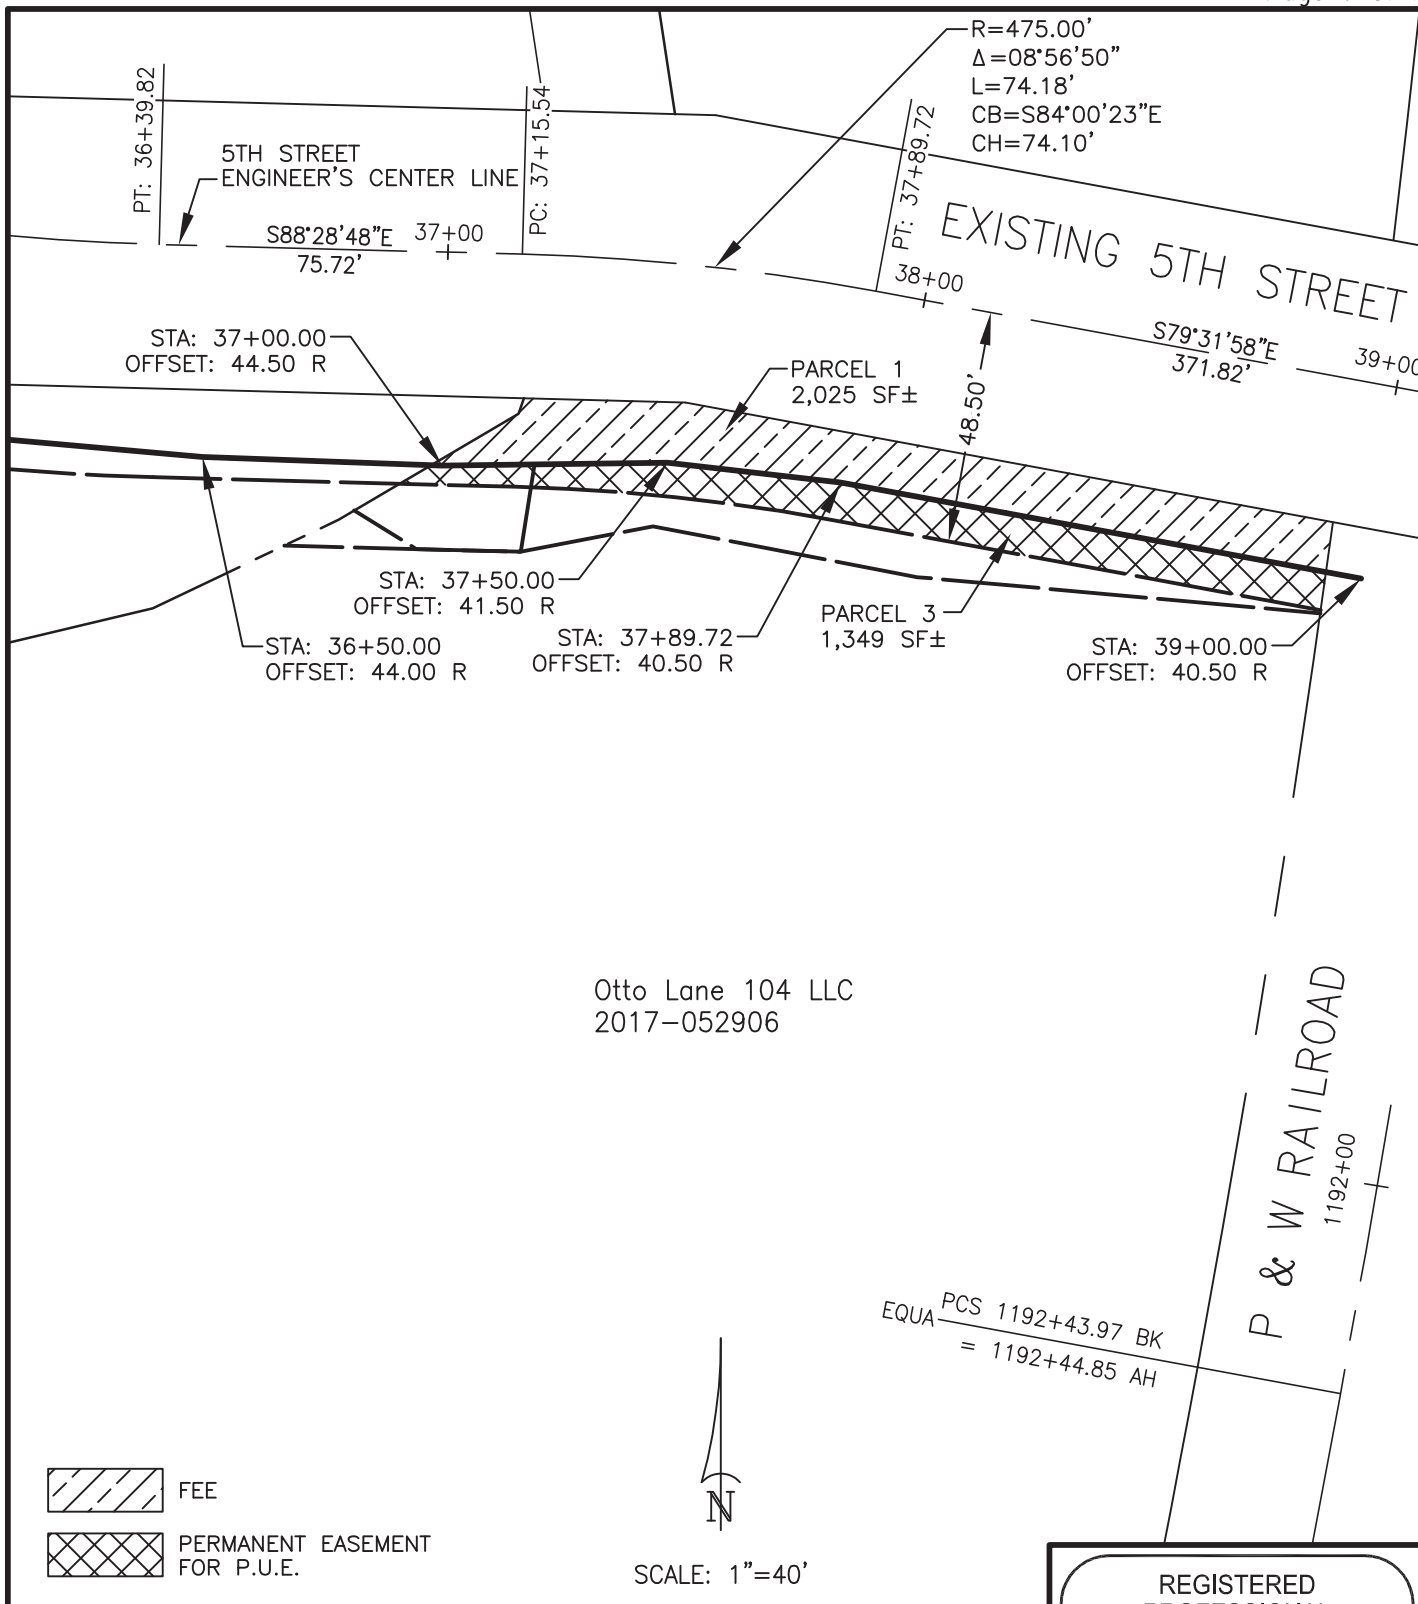 R=475.00'
Δ=08°56'50"
L=74.18'
CB=S84°00'23"E
CH=74.10'
PT: 36+39.82
5TH STREET
ENGINEER'S CENTER LINE
PC: 37+15.54
PT: 37+89.72
EXISTING 5TH STREET
S88°28'48"E
75.72'
37+00
38+00
S79°31'58"E
371.82'
39+00
STA: 37+00.00
OFFSET: 44.50 R
PARCEL 1
2,025 SF±
48.50'
STA: 37+50.00
OFFSET: 41.50 R
STA: 36+50.00
OFFSET: 44.00 R
STA: 37+89.72
OFFSET: 40.50 R
PARCEL 3
1,349 SF±
STA: 39+00.00
OFFSET: 40.50 R
Otto Lane 104 LLC
2017-052906
P & W RAILROAD
1192+00
EQUA
PCS 1192+43.97 BK
= 1192+44.85 AH
FEE
PERMANENT EASEMENT
FOR P.U.E.
N
SCALE: 1"=40'
REGISTERED